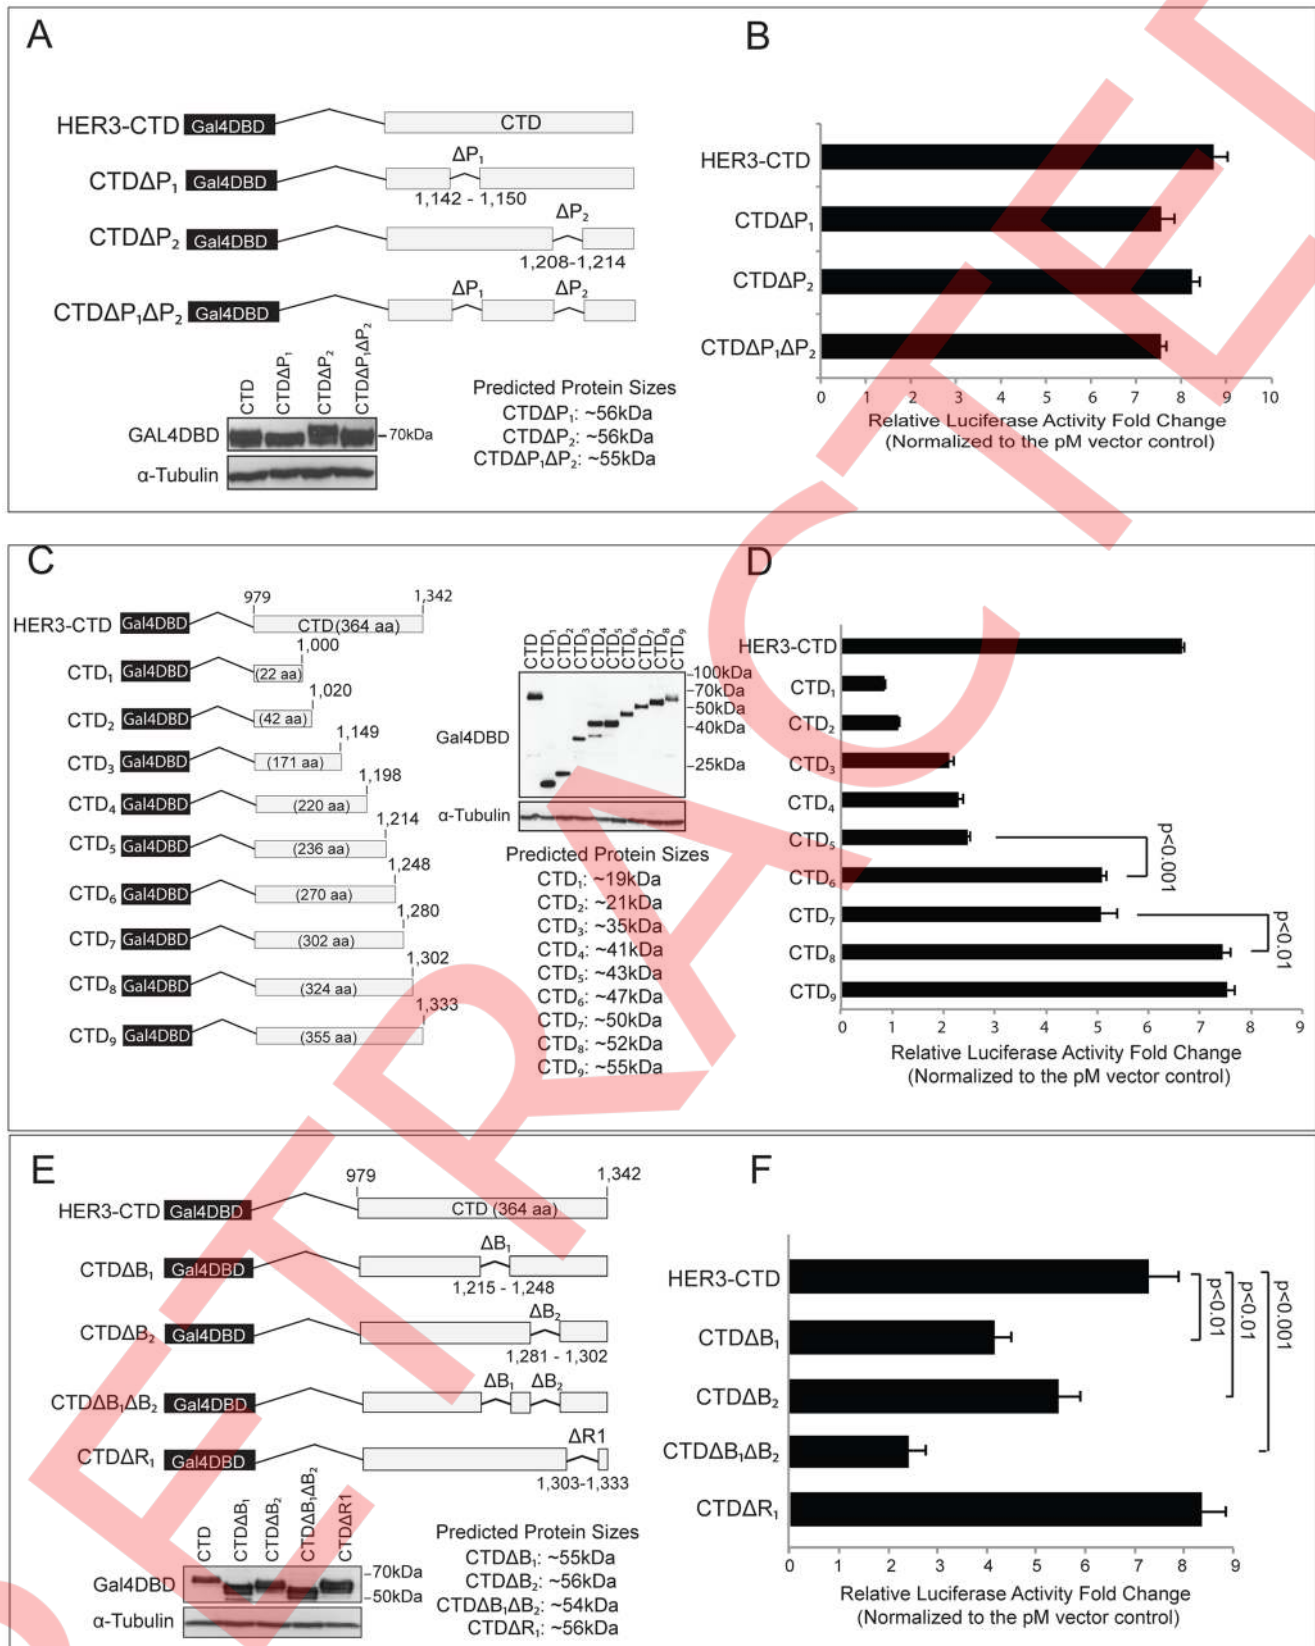 A
HER3-CTD Gal4DBD CTD
CTDΔP₁ Gal4DBD ΔP₁
1,142 - 1,150
CTDΔP₂ Gal4DBD ΔP₂
1,208-1,214
CTDΔP₁ΔP₂ Gal4DBD ΔP₁ ΔP₂
CTD CTDΔP₁ CTDΔP₂ CTDΔP₁ΔP₂
GAL4DBD -70kDa
α-Tubulin
Predicted Protein Sizes
CTDΔP₁: ~56kDa
CTDΔP₂: ~56kDa
CTDΔP₁ΔP₂: ~55kDa
B
HER3-CTD
CTDΔP₁
CTDΔP₂
CTDΔP₁ΔP₂
0 1 2 3 4 5 6 7 8 9 10
Relative Luciferase Activity Fold Change
(Normalized to the pM vector control)
C
979 1,342
HER3-CTD Gal4DBD CTD (364 aa)
1,000
CTD₁ Gal4DBD (22 aa)
1,020
CTD₂ Gal4DBD (42 aa)
1,149
CTD₃ Gal4DBD (171 aa)
1,198
CTD₄ Gal4DBD (220 aa)
1,214
CTD₅ Gal4DBD (236 aa)
1,248
CTD₆ Gal4DBD (270 aa)
1,280
CTD₇ Gal4DBD (302 aa)
1,302
CTD₈ Gal4DBD (324 aa)
1,333
CTD₉ Gal4DBD (355 aa)
CTD CTD₁ CTD₂ CTD₃ CTD₄ CTD₅ CTD₆ CTD₇ CTD₈ CTD₉
-100kDa
-70kDa
-50kDa
-40kDa
Gal4DBD
-25kDa
α-Tubulin
Predicted Protein Sizes
CTD₁: ~19kDa
CTD₂: ~21kDa
CTD₃: ~35kDa
CTD₄: ~41kDa
CTD₅: ~43kDa
CTD₆: ~47kDa
CTD₇: ~50kDa
CTD₈: ~52kDa
CTD₉: ~55kDa
D
HER3-CTD
CTD₁
CTD₂
CTD₃
CTD₄
CTD₅
CTD₆
CTD₇
CTD₈
CTD₉
p<0.001
p<0.01
0 1 2 3 4 5 6 7 8 9
Relative Luciferase Activity Fold Change
(Normalized to the pM vector control)
E
979 1,342
HER3-CTD Gal4DBD CTD (364 aa)
CTDΔB₁ Gal4DBD ΔB₁
1,215 - 1,248
CTDΔB₂ Gal4DBD ΔB₂
1,281 - 1,302
CTDΔB₁ΔB₂ Gal4DBD ΔB₁ ΔB₂
CTDΔR₁ Gal4DBD ΔR1
1,303-1,333
CTD CTDΔB₁ CTDΔB₂ CTDΔB₁ΔB₂ CTDΔR1
-70kDa
Gal4DBD
-50kDa
α-Tubulin
Predicted Protein Sizes
CTDΔB₁: ~55kDa
CTDΔB₂: ~56kDa
CTDΔB₁ΔB₂: ~54kDa
CTDΔR₁: ~56kDa
F
HER3-CTD
CTDΔB₁
CTDΔB₂
CTDΔB₁ΔB₂
CTDΔR₁
p<0.01
p<0.01
p<0.001
0 1 2 3 4 5 6 7 8 9
Relative Luciferase Activity Fold Change
(Normalized to the pM vector control)
RETRACTED